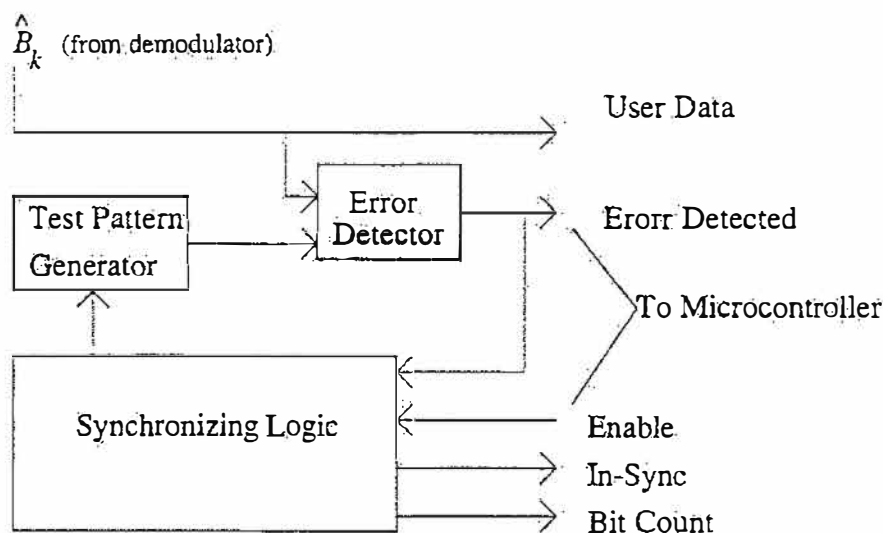 B̂k (from demodulator)
User Data
Error
Detector
Test Pattern
Generator
Erorr Detected
To Microcontroller
Synchronizing Logic
Enable
In-Sync
Bit Count